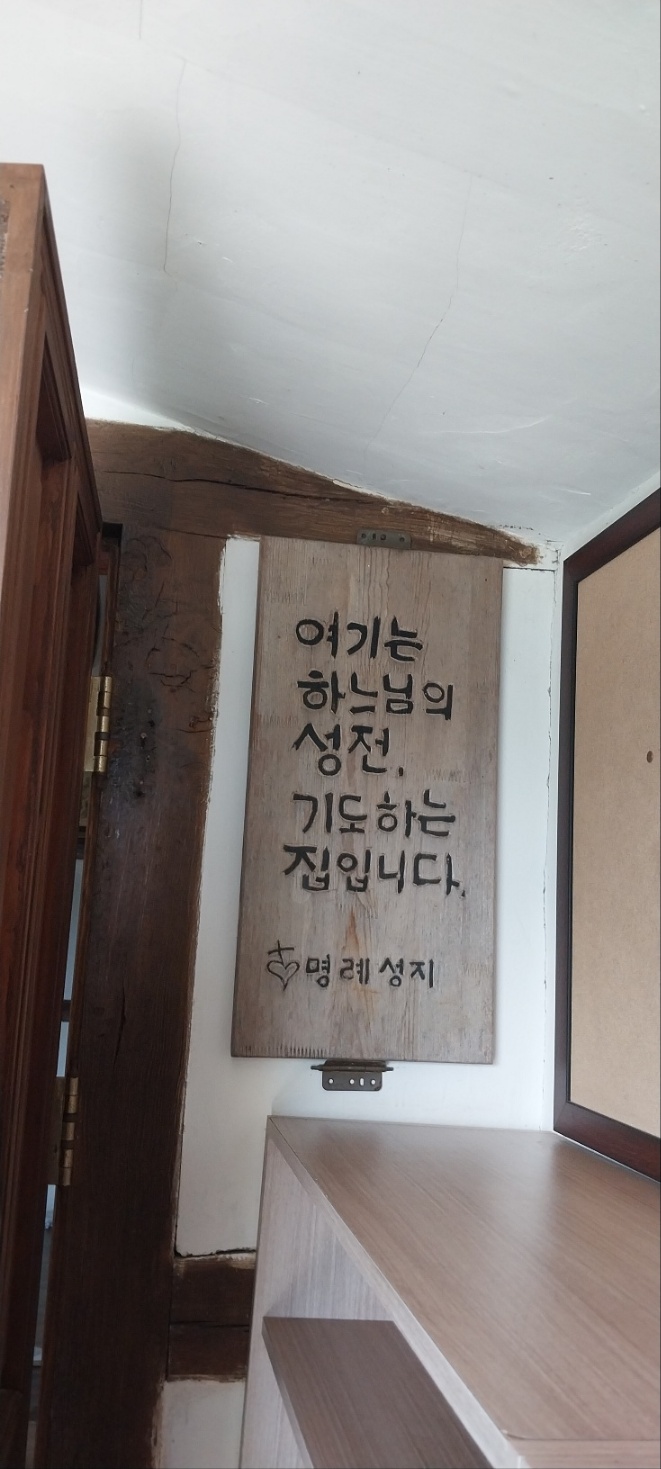 여기는
하느님의
성전.
기도하는
집입니다.
명례성지